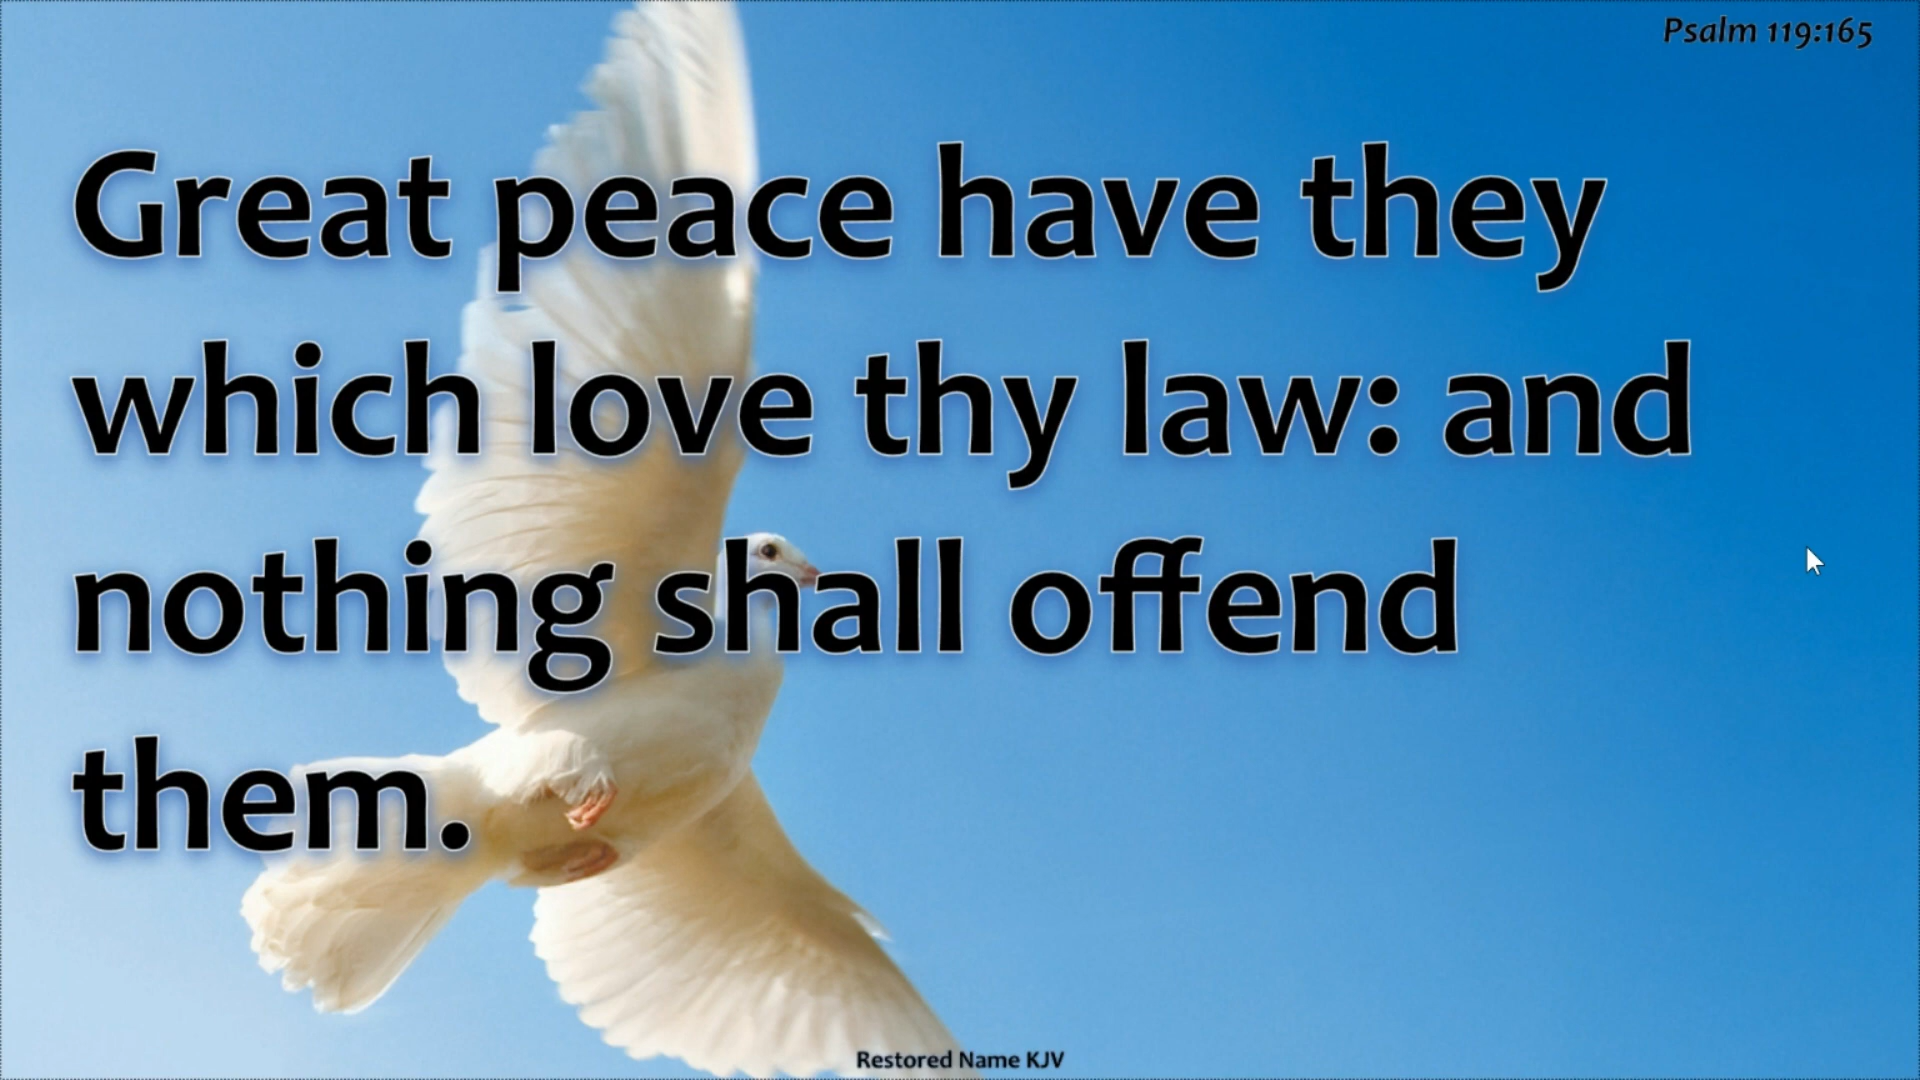 Psalm 119:165
Great peace have they
which love thy law: and
nothing shall offend
them.
Restored Name KJV